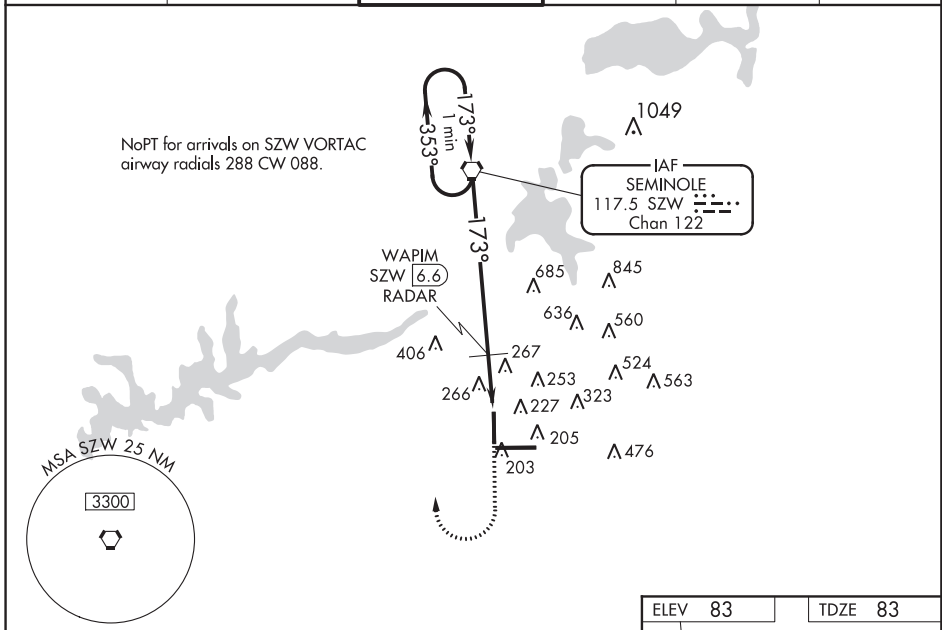 1049
NoPT for arrivals on SZW VORTAC
airway radials 288 CW 088.
173°
1 min
353°
IAF
SEMINOLE
117.5 SZW
Chan 122
173°
WAPIM
SZW 6.6
RADAR
685
845
636
560
406
267
524
266
253
563
227
323
205
203
476
MSA SZW 25 NM
3300
ELEV 83
TDZE 83